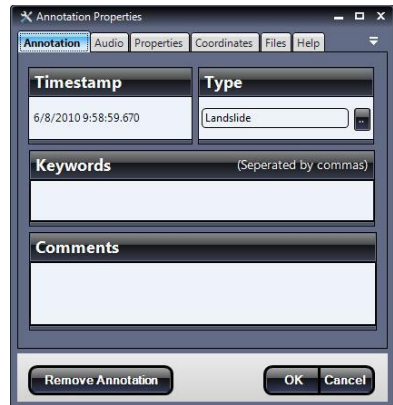 Annotation Properties
Annotation Audio Properties Coordinates Files Help
Timestamp Type
6/8/2010 9:58:59.670 Landslide ..
Keywords (Seperated by commas)
Comments
Remove Annotation OK Cancel